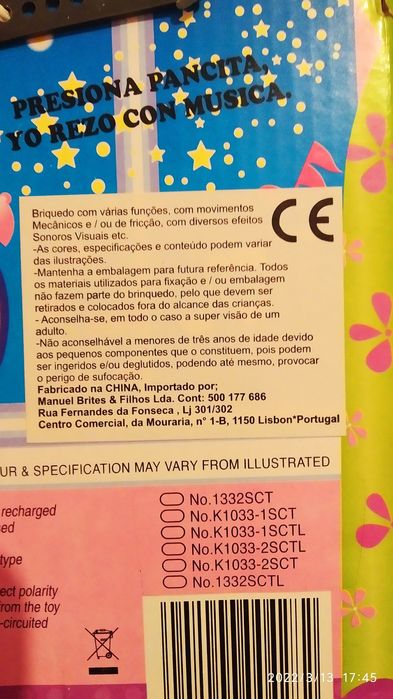 PRESIONA PANCITA,
YO REZO CON MUSICA.
Briquedo com várias funções, com movimentos
Mecânicos e / ou de fricção, com diversos efeitos
Sonoros Visuais etc.
-As cores, especificações e conteúdo podem variar
das ilustrações.
-Mantenha a embalagem para futura referência. Todos
os materiais utilizados para fixação e / ou embalagem
não fazem parte do brinquedo, pelo que devem ser
retirados e colocados fora do alcance das crianças.
- Aconselha-se, em todo o caso a super visão de um
adulto.
-Não aconselhável a menores de três anos de idade devido
aos pequenos componentes que o constituem, pois podem
ser ingeridos e/ou deglutidos, podendo até mesmo, provocar
o perigo de sufocação.
Fabricado na CHINA, Importado por;
Manuel Brites & Filhos Lda. Cont: 500 177 686
Rua Fernandes da Fonseca , Lj 301/302
Centro Comercial, da Mouraria, n° 1-B, 1150 Lisbon*Portugal
CE
UR & SPECIFICATION MAY VARY FROM ILLUSTRATED
recharged
sed
type
ect polarity
from the toy
-circuited
No.1332SCT
No.K1033-1SCT
No.K1033-1SCTL
No.K1033-2SCTL
No.K1033-2SCT
No.1332SCTL
2022/3/13 17:45